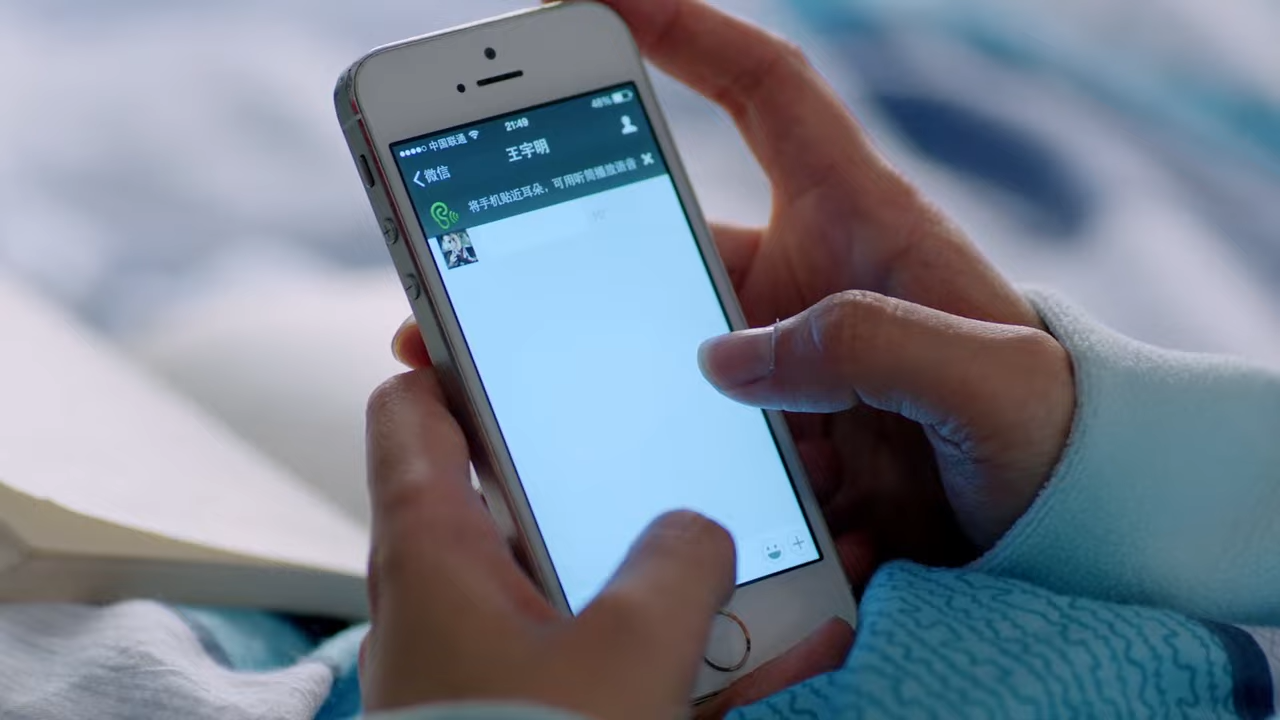 ●●●●○ 中国联通 21:49 48%
微信 王宇明
将手机贴近耳朵，可用听筒播放语音